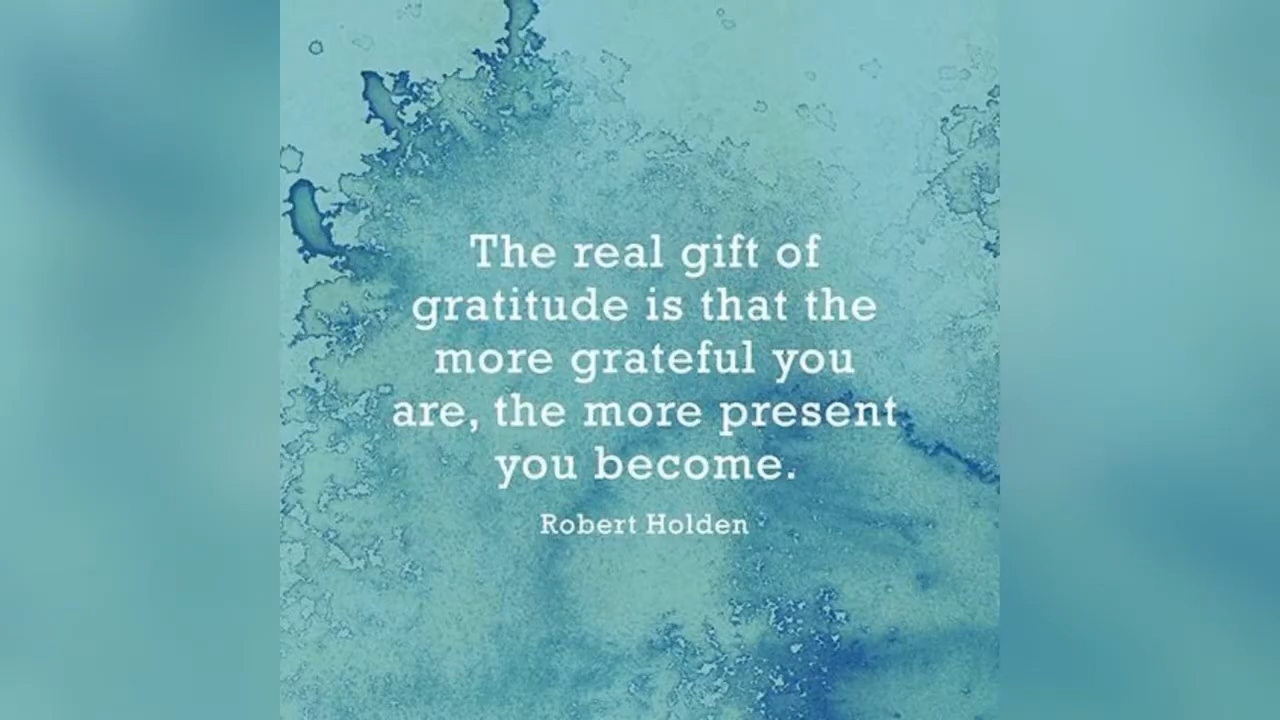 The real gift of
gratitude is that the
more grateful you
are, the more present
you become.
Robert Holden